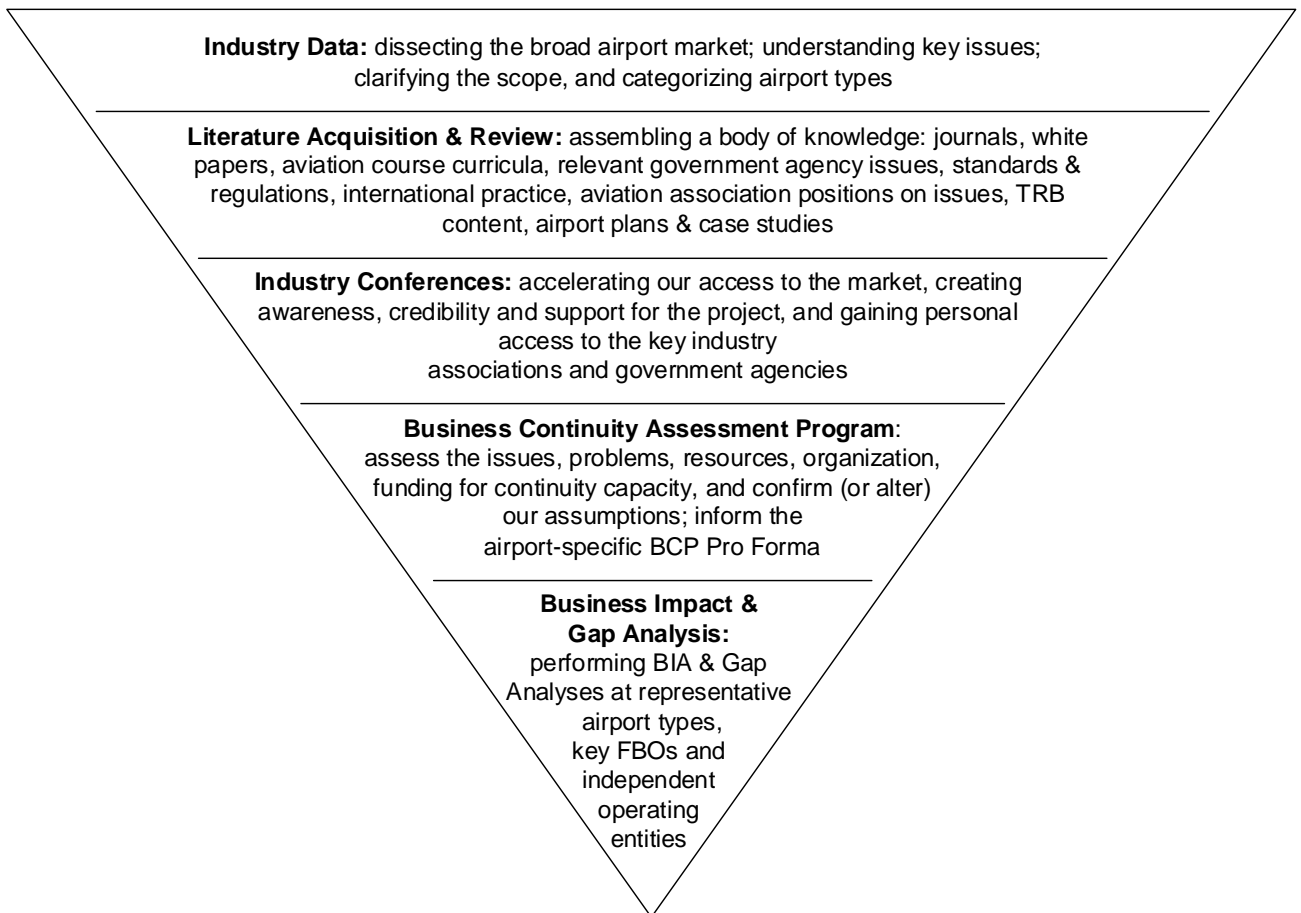 Industry Data: dissecting the broad airport market; understanding key issues;
clarifying the scope, and categorizing airport types
Literature Acquisition & Review: assembling a body of knowledge: journals, white
papers, aviation course curricula, relevant government agency issues, standards &
regulations, international practice, aviation association positions on issues, TRB
content, airport plans & case studies
Industry Conferences: accelerating our access to the market, creating
awareness, credibility and support for the project, and gaining personal
access to the key industry
associations and government agencies
Business Continuity Assessment Program:
assess the issues, problems, resources, organization,
funding for continuity capacity, and confirm (or alter)
our assumptions; inform the
airport-specific BCP Pro Forma
Business Impact &
Gap Analysis:
performing BIA & Gap
Analyses at representative
airport types,
key FBOs and
independent
operating
entities